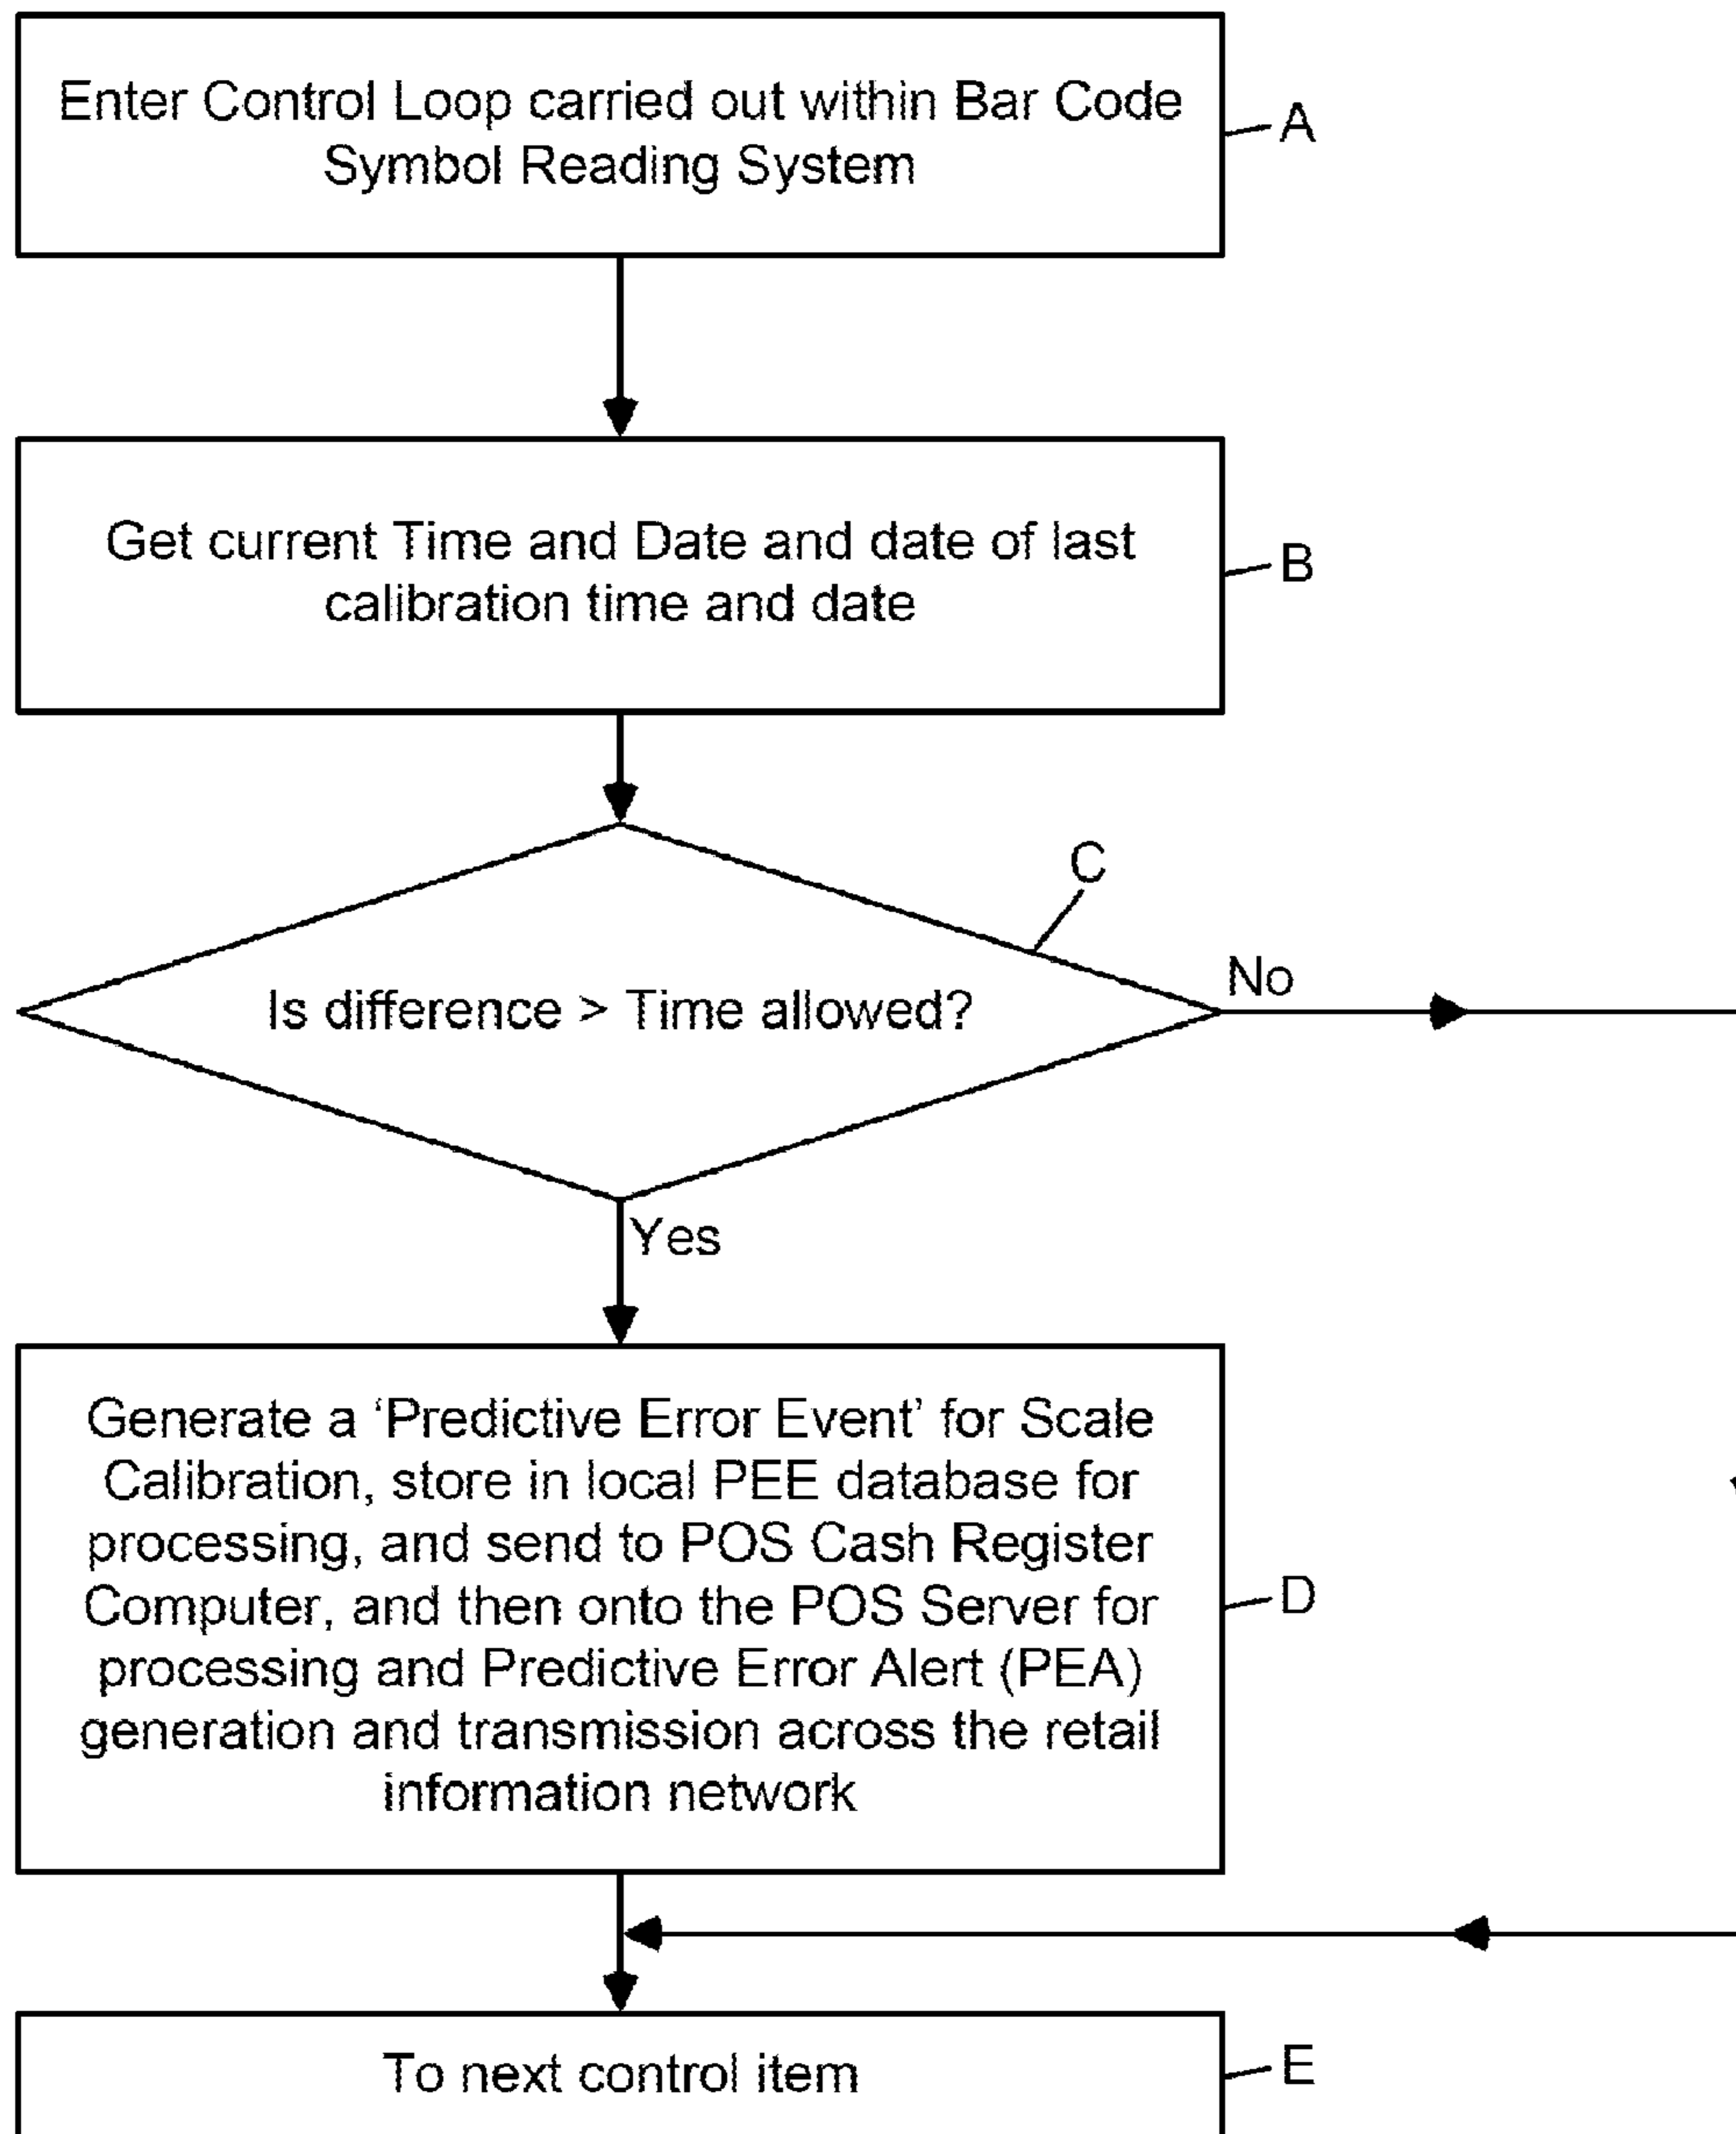 Enter Control Loop carried out within Bar Code
Symbol Reading System
A
Get current Time and Date and date of last
calibration time and date
B
C
Is difference > Time allowed?
No
Yes
Generate a ‘Predictive Error Event’ for Scale
Calibration, store in local PEE database for
processing, and send to POS Cash Register
Computer, and then onto the POS Server for
processing and Predictive Error Alert (PEA)
generation and transmission across the retail
information network
D
To next control item
E